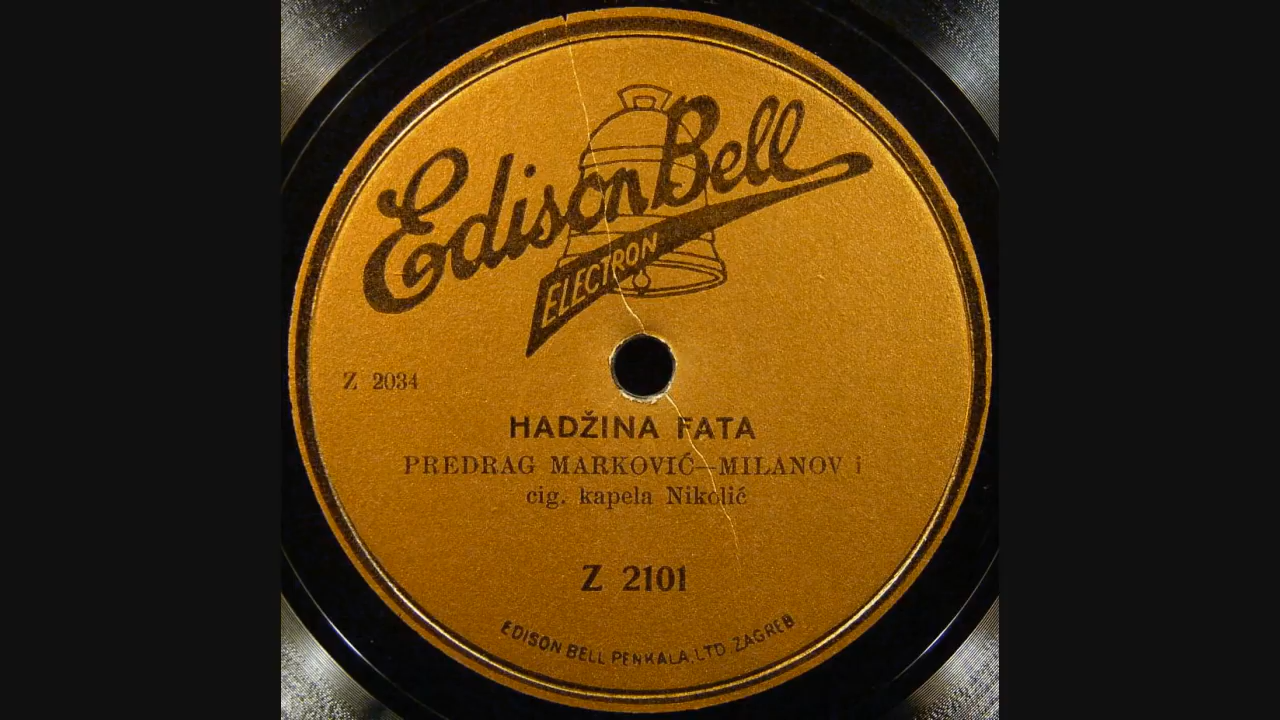 Edison Bell
ELECTRON
Z 2034
HADŽINA FATA
PREDRAG MARKOVIĆ—MILANOV i
cig. kapela Nikolić
Z 2101
EDISON BELL PENKALA, LTD. ZAGREB